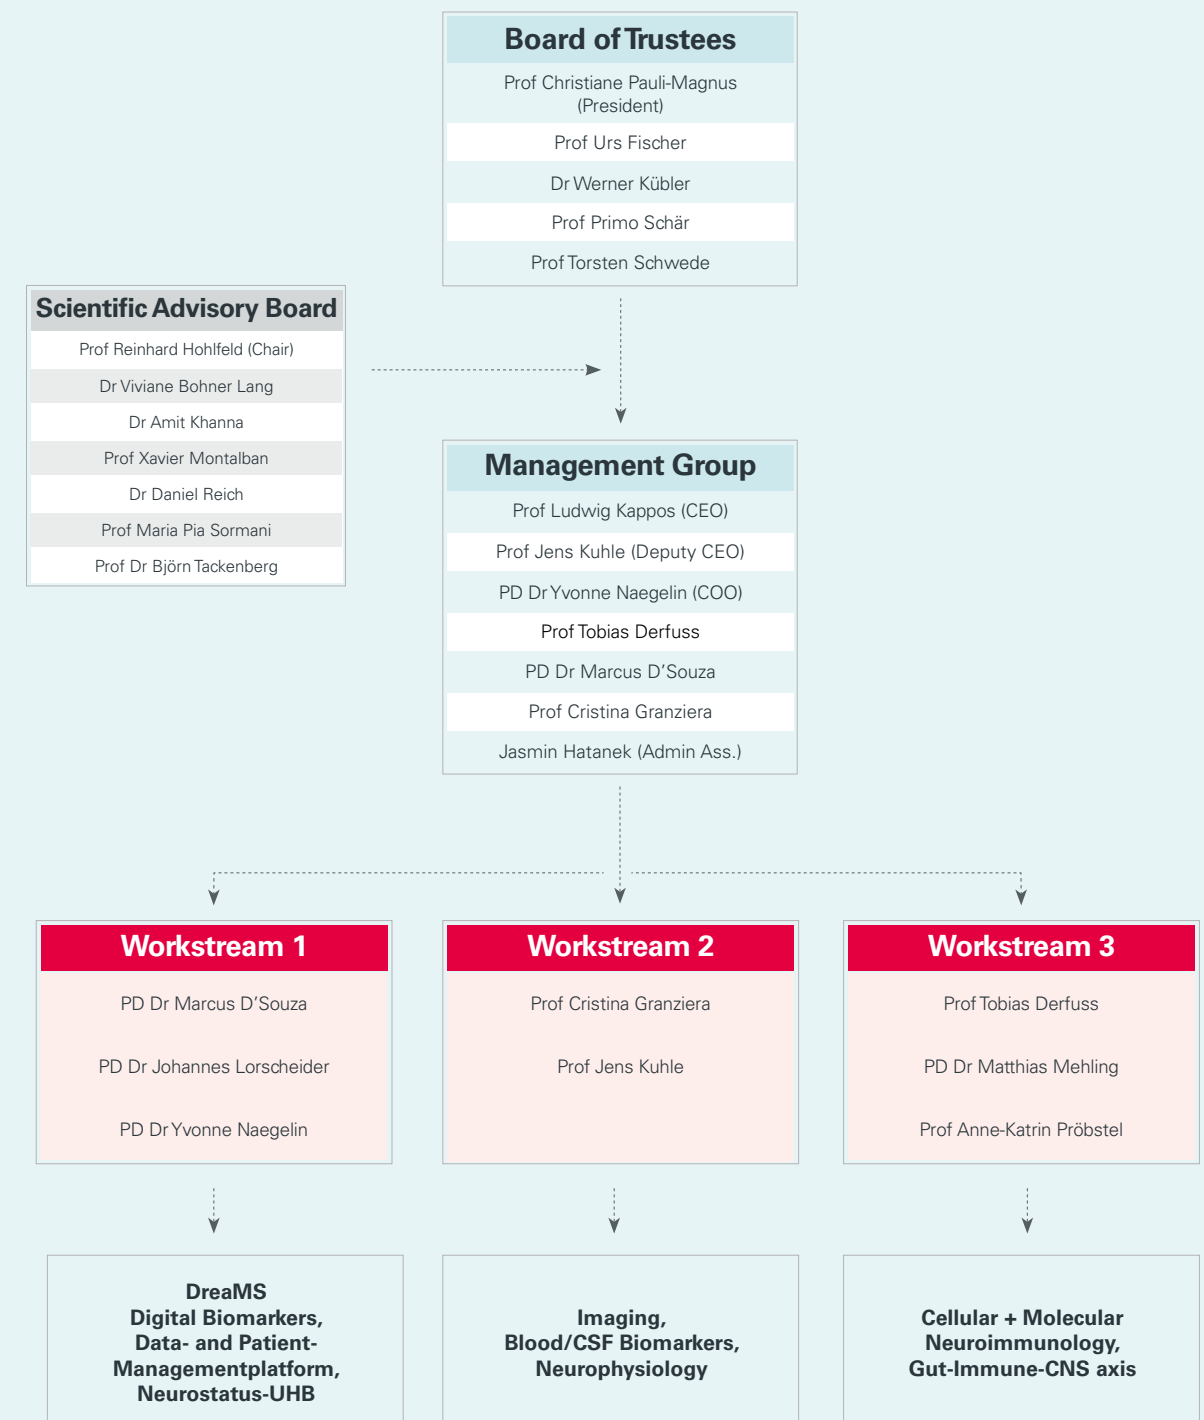 Board of Trustees
Prof Christiane Pauli-Magnus
(President)
Prof Urs Fischer
Dr Werner Kübler
Prof Primo Schär
Prof Torsten Schwede
Scientific Advisory Board
Prof Reinhard Hohlfeld (Chair)
Dr Viviane Bohner Lang
Dr Amit Khanna
Prof Xavier Montalban
Dr Daniel Reich
Prof Maria Pia Sormani
Prof Dr Björn Tackenberg
Management Group
Prof Ludwig Kappos (CEO)
Prof Jens Kuhle (Deputy CEO)
PD Dr Yvonne Naegelin (COO)
Prof Tobias Derfuss
PD Dr Marcus D’Souza
Prof Cristina Granziera
Jasmin Hatanek (Admin Ass.)
Workstream 1
PD Dr Marcus D’Souza
PD Dr Johannes Lorscheider
PD Dr Yvonne Naegelin
Workstream 2
Prof Cristina Granziera
Prof Jens Kuhle
Workstream 3
Prof Tobias Derfuss
PD Dr Matthias Mehling
Prof Anne-Katrin Pröbstel
DreaMS
Digital Biomarkers,
Data- and Patient-
Managementplatform,
Neurostatus-UHB
Imaging,
Blood/CSF Biomarkers,
Neurophysiology
Cellular + Molecular
Neuroimmunology,
Gut-Immune-CNS axis